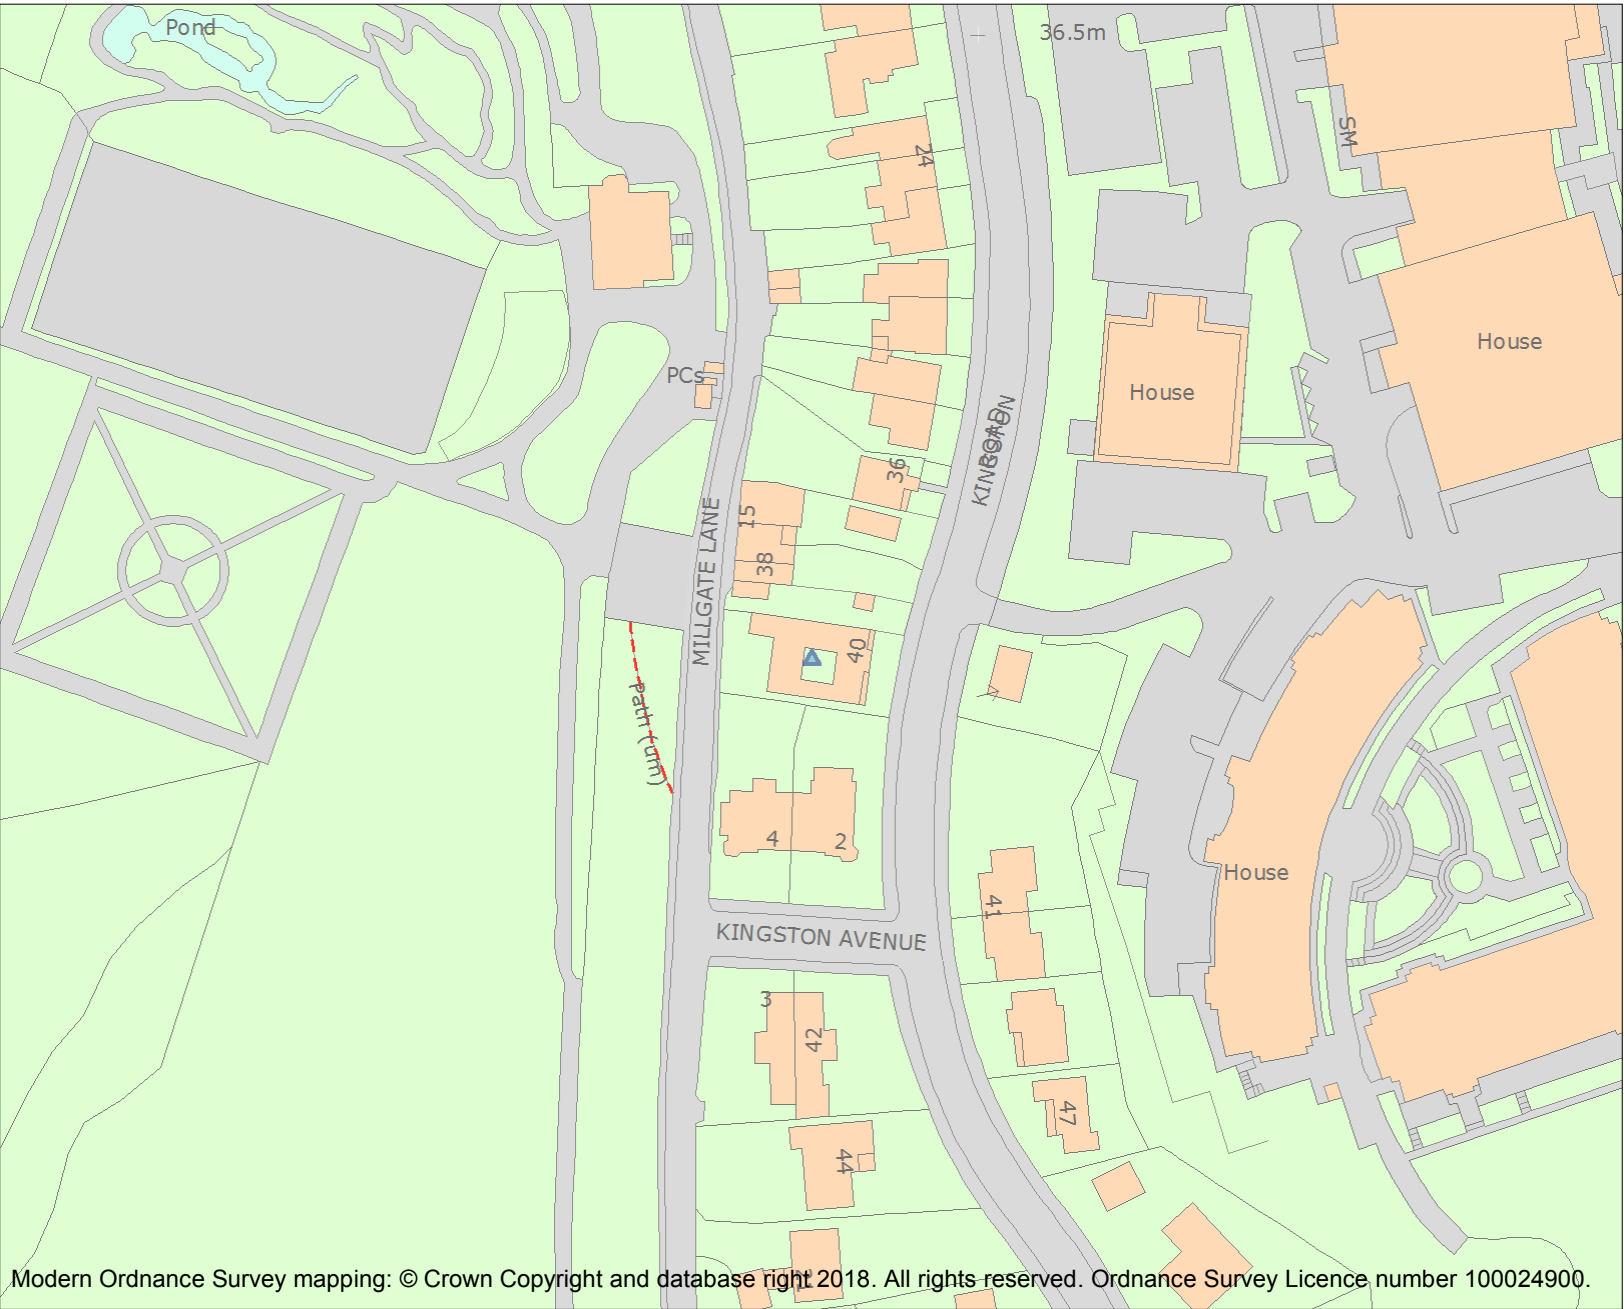 Pond
36.5m
SM
24
House
PCs
House
KINGSTON
ROAD
36
15
38
MILLGATE LANE
40
Path (um)
4
2
House
41
KINGSTON AVENUE
3
42
47
44
Modern Ordnance Survey mapping: © Crown Copyright and database right 2018. All rights reserved. Ordnance Survey Licence number 100024900.